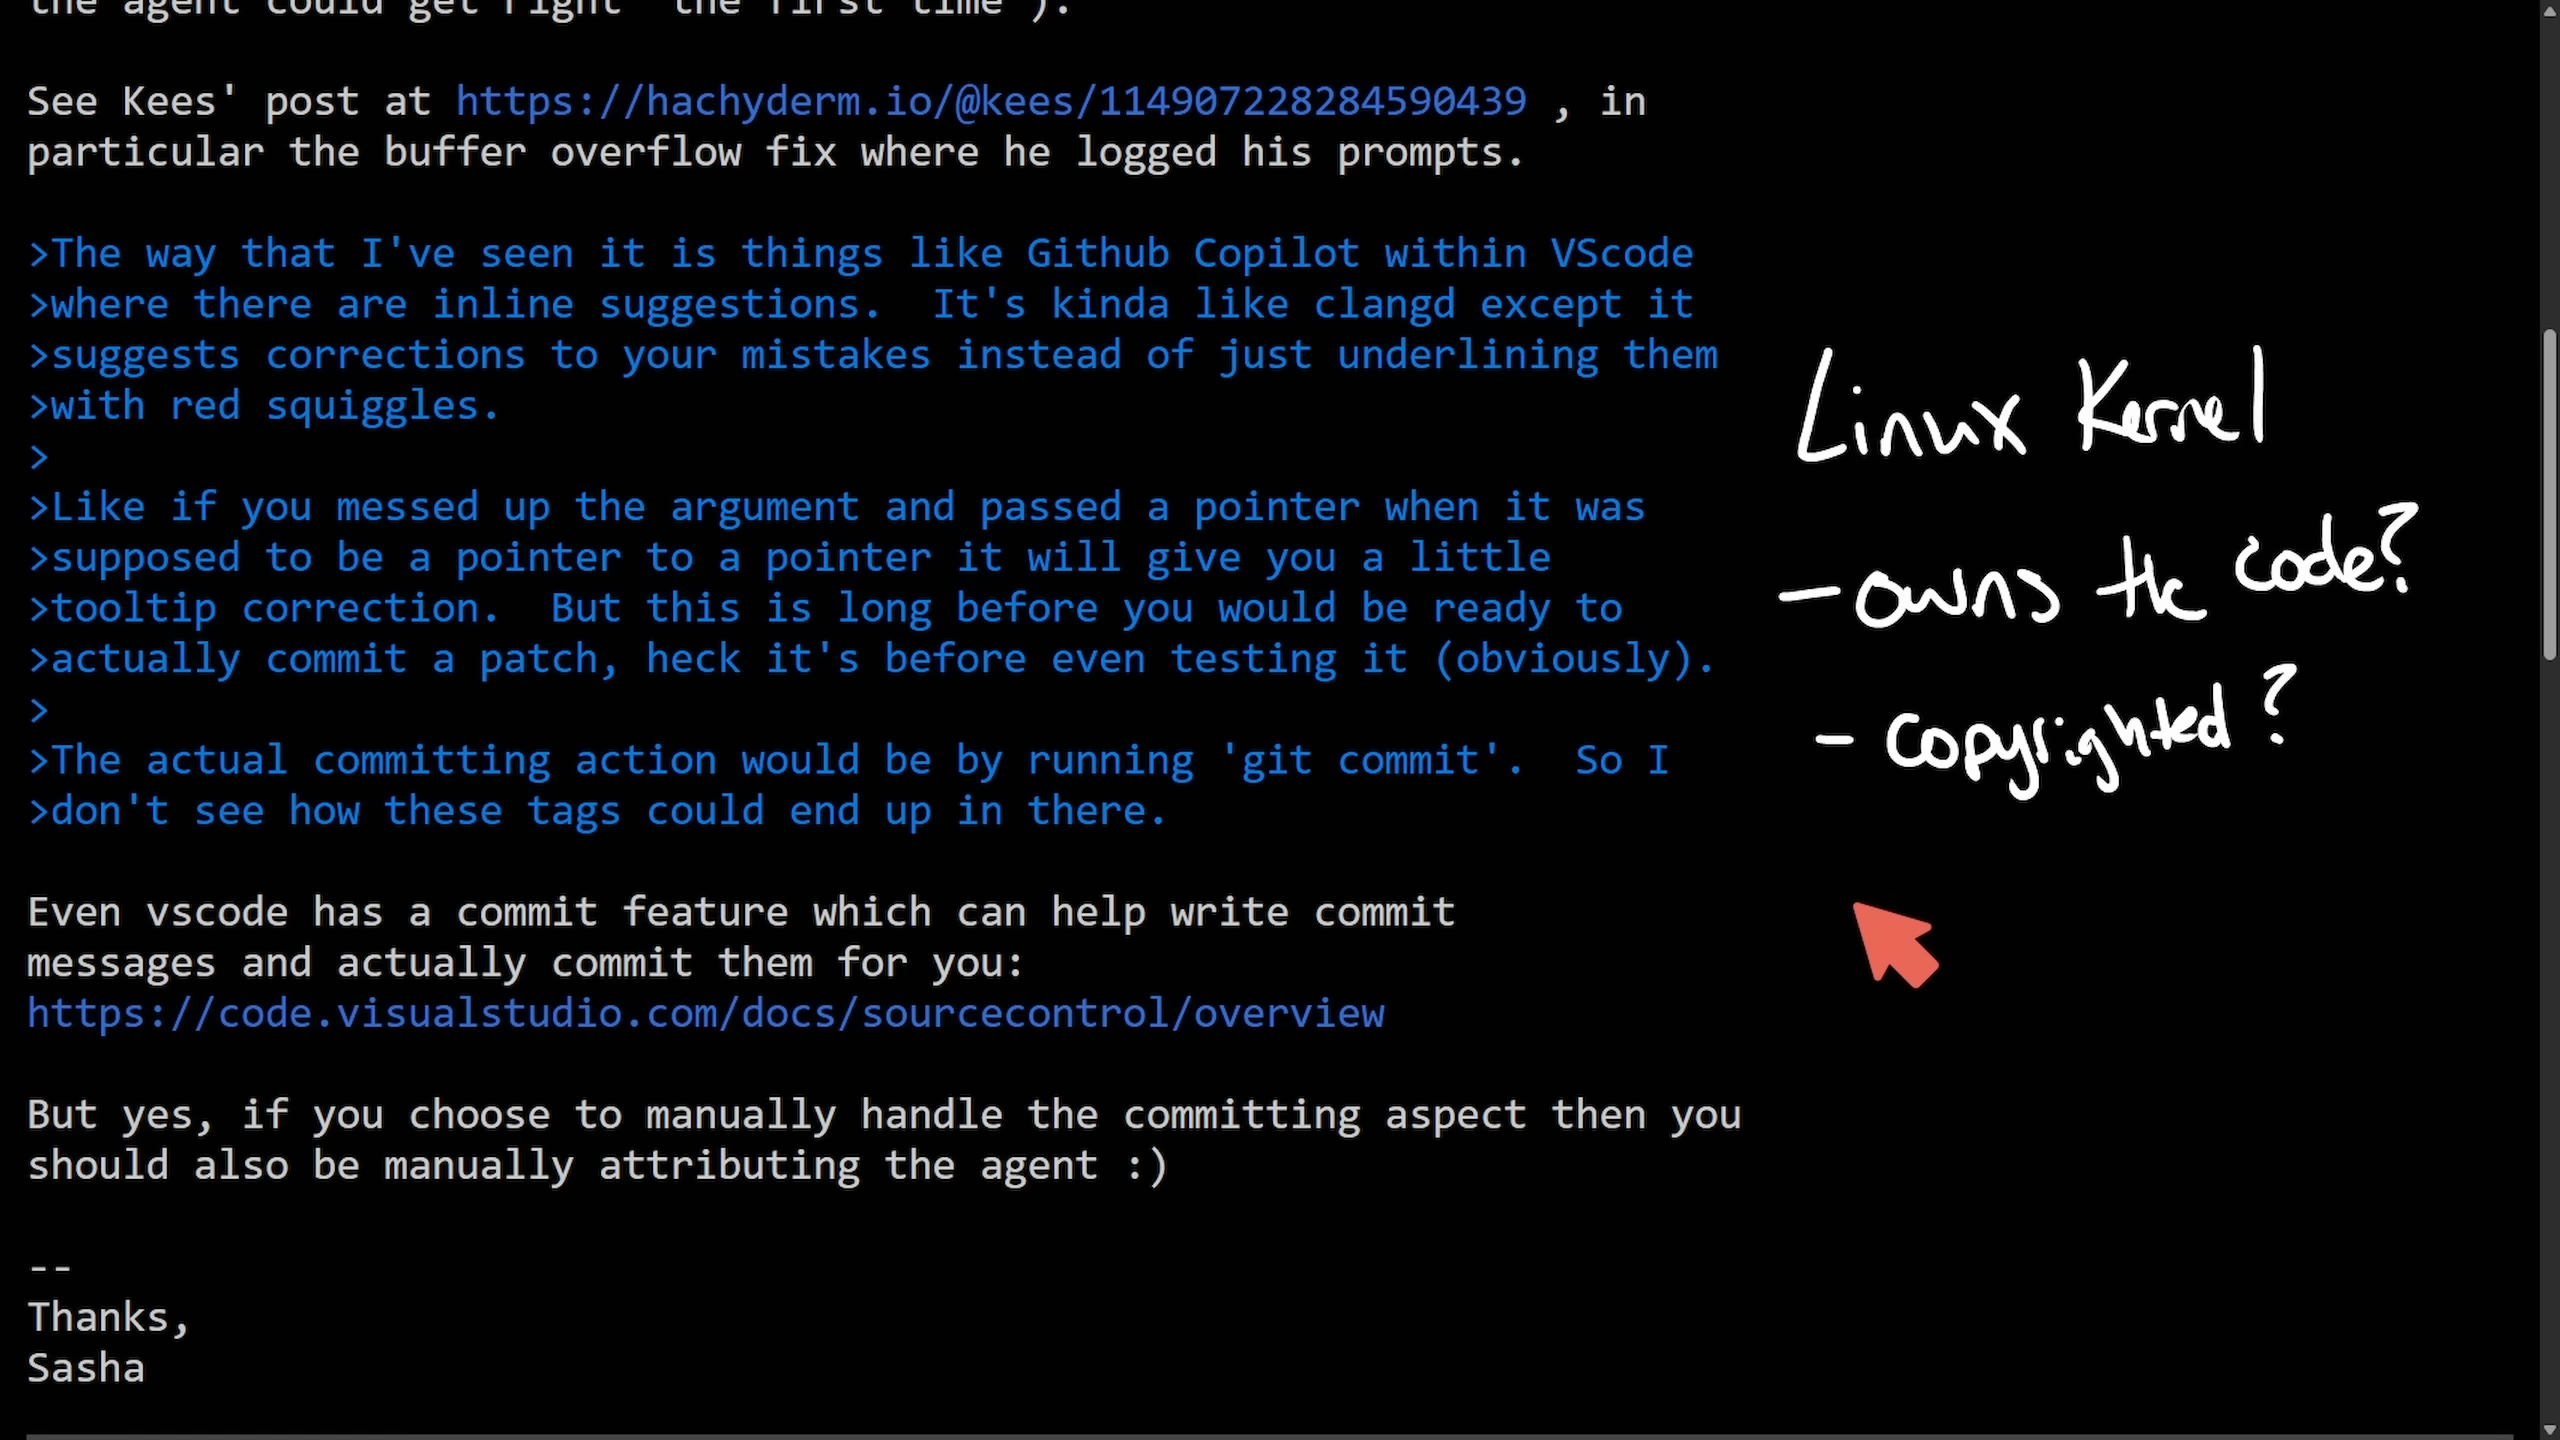 the agent could get right "the first time").
See Kees' post at https://hachyderm.io/@kees/114907228284590439 , in
particular the buffer overflow fix where he logged his prompts.
>The way that I've seen it is things like Github Copilot within VScode
>where there are inline suggestions.  It's kinda like clangd except it
>suggests corrections to your mistakes instead of just underlining them
>with red squiggles.
>
>Like if you messed up the argument and passed a pointer when it was
>supposed to be a pointer to a pointer it will give you a little
>tooltip correction.  But this is long before you would be ready to
>actually commit a patch, heck it's before even testing it (obviously).
>
>The actual committing action would be by running 'git commit'.  So I
>don't see how these tags could end up in there.
Even vscode has a commit feature which can help write commit
messages and actually commit them for you:
https://code.visualstudio.com/docs/sourcecontrol/overview
But yes, if you choose to manually handle the committing aspect then you
should also be manually attributing the agent :)
--
Thanks,
Sasha
Linux Kernel
- owns the code?
- copyrighted?